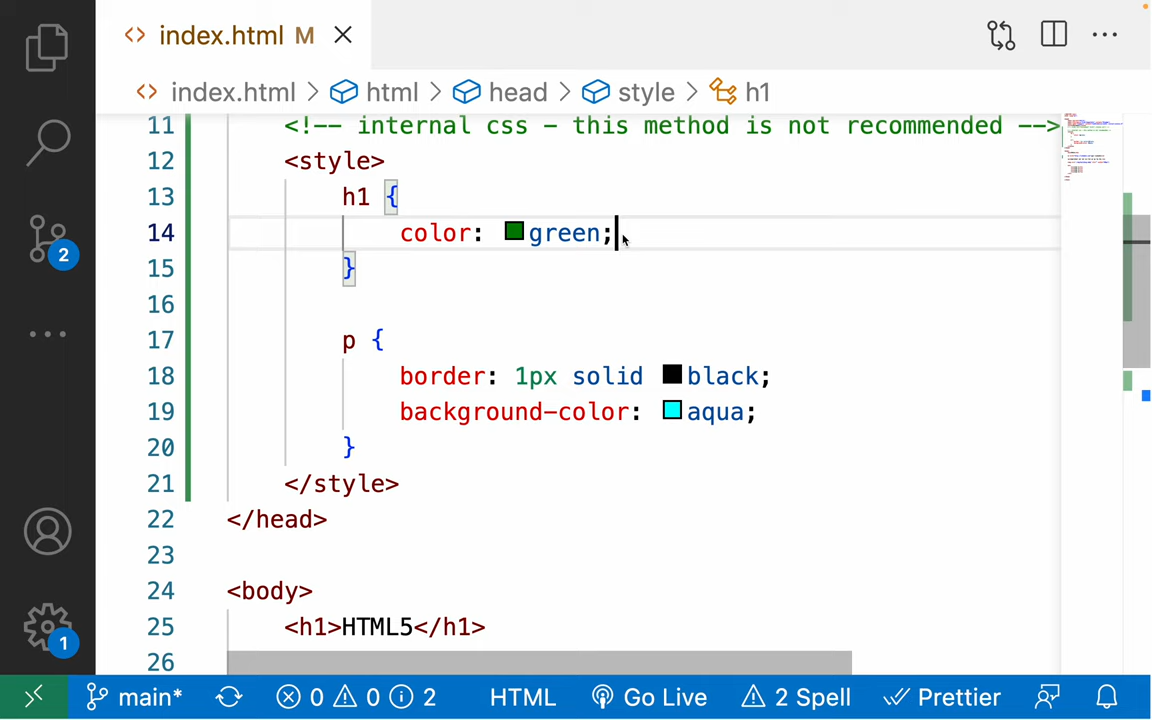 index.html M
index.html > html > head > style > h1
11 <!-- internal css - this method is not recommended -->
12 <style>
13 h1 {
14 color: green;
15 }
16
17 p {
18 border: 1px solid black;
19 background-color: aqua;
20 }
21 </style>
22 </head>
23
24 <body>
25 <h1>HTML5</h1>
26
2
1
main* 0 0 2 HTML Go Live 2 Spell Prettier